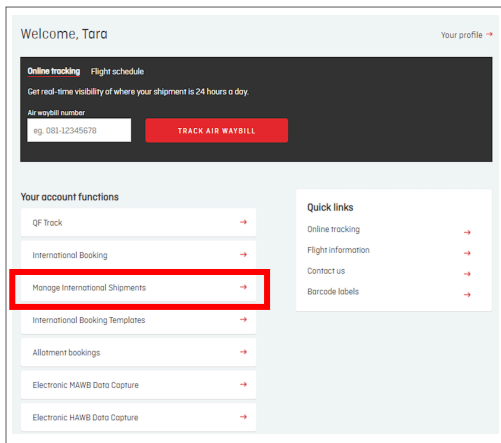 Welcome, Tara
Your profile →
Online tracking Flight schedule
Get real-time visibility of where your shipment is 24 hours a day.
Air waybill number
eg. 081-12345678
TRACK AIR WAYBILL
Your account functions
QF Track →
International Booking →
Manage International Shipments →
International Booking Templates →
Allotment bookings →
Electronic MAWB Data Capture →
Electronic HAWB Data Capture →
Quick links
Online tracking →
Flight information →
Contact us →
Barcode labels →